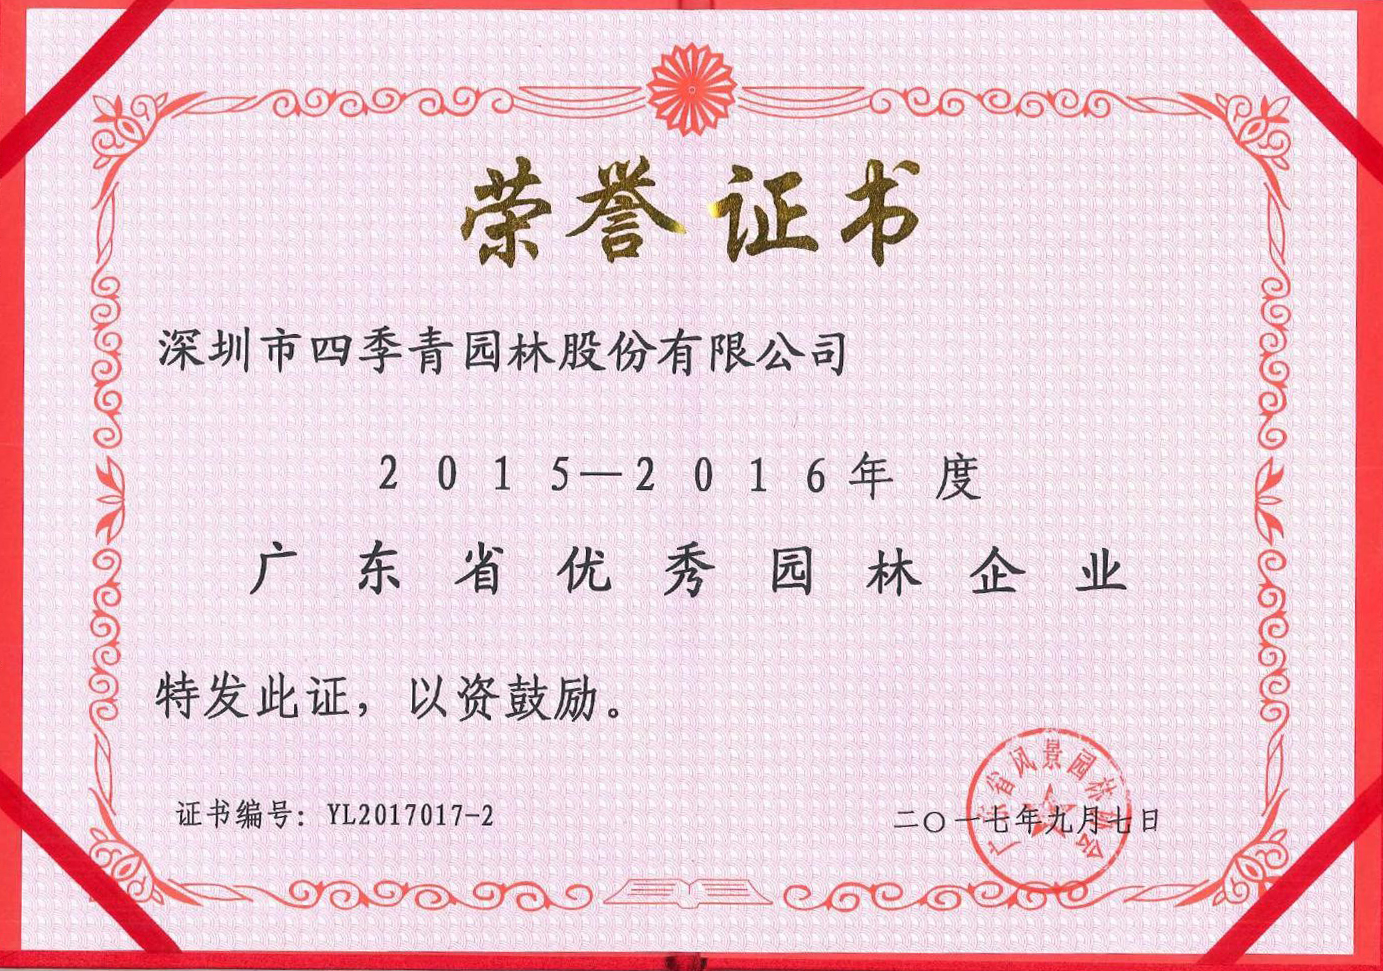 荣誉证书
深圳市四季青园林股份有限公司
2015—2016年度
广东省优秀园林企业
特发此证，以资鼓励。
证书编号：YL2017017-2
二〇一七年九月七日
广东省风景园林协会